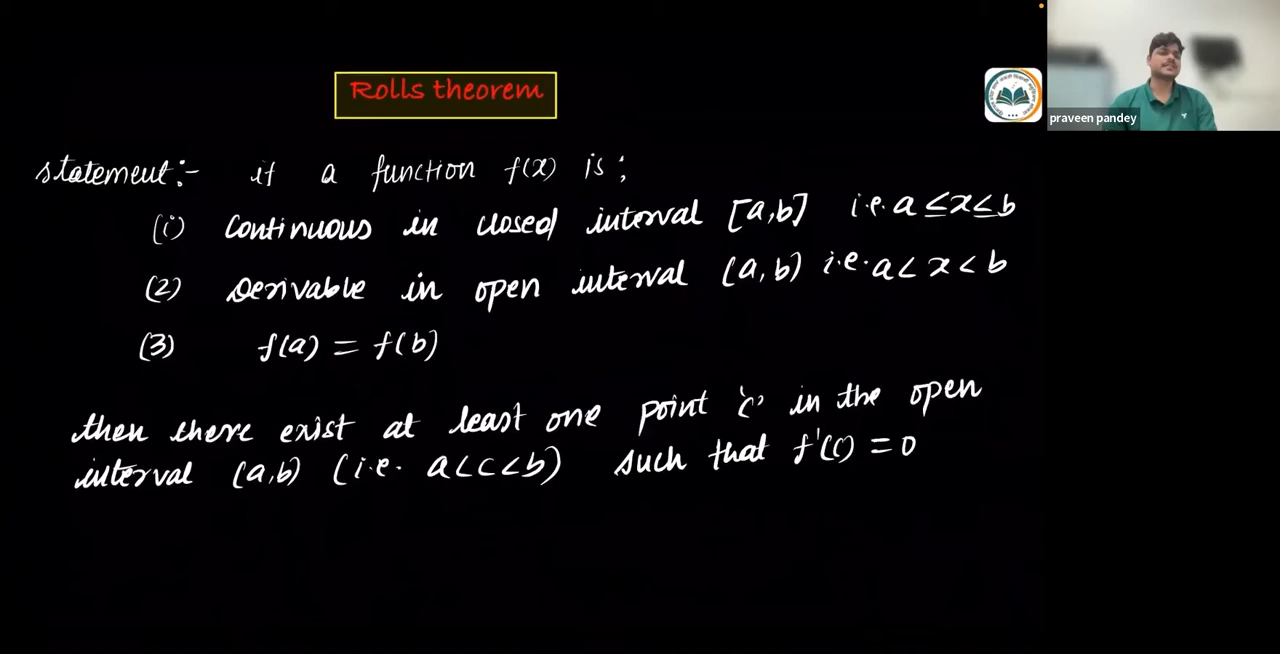 Rolls theorem
praveen pandey
statement:- if a function f(x) is ;
(i) continuous in closed interval [a,b] i.e. a ≤ x ≤ b
(2) Derivable in open interval (a, b) i.e. a < x < b
(3) f(a) = f(b)
then there exist at least one point 'c' in the open
interval (a,b) (i.e. a < c < b) such that f'(c) = 0